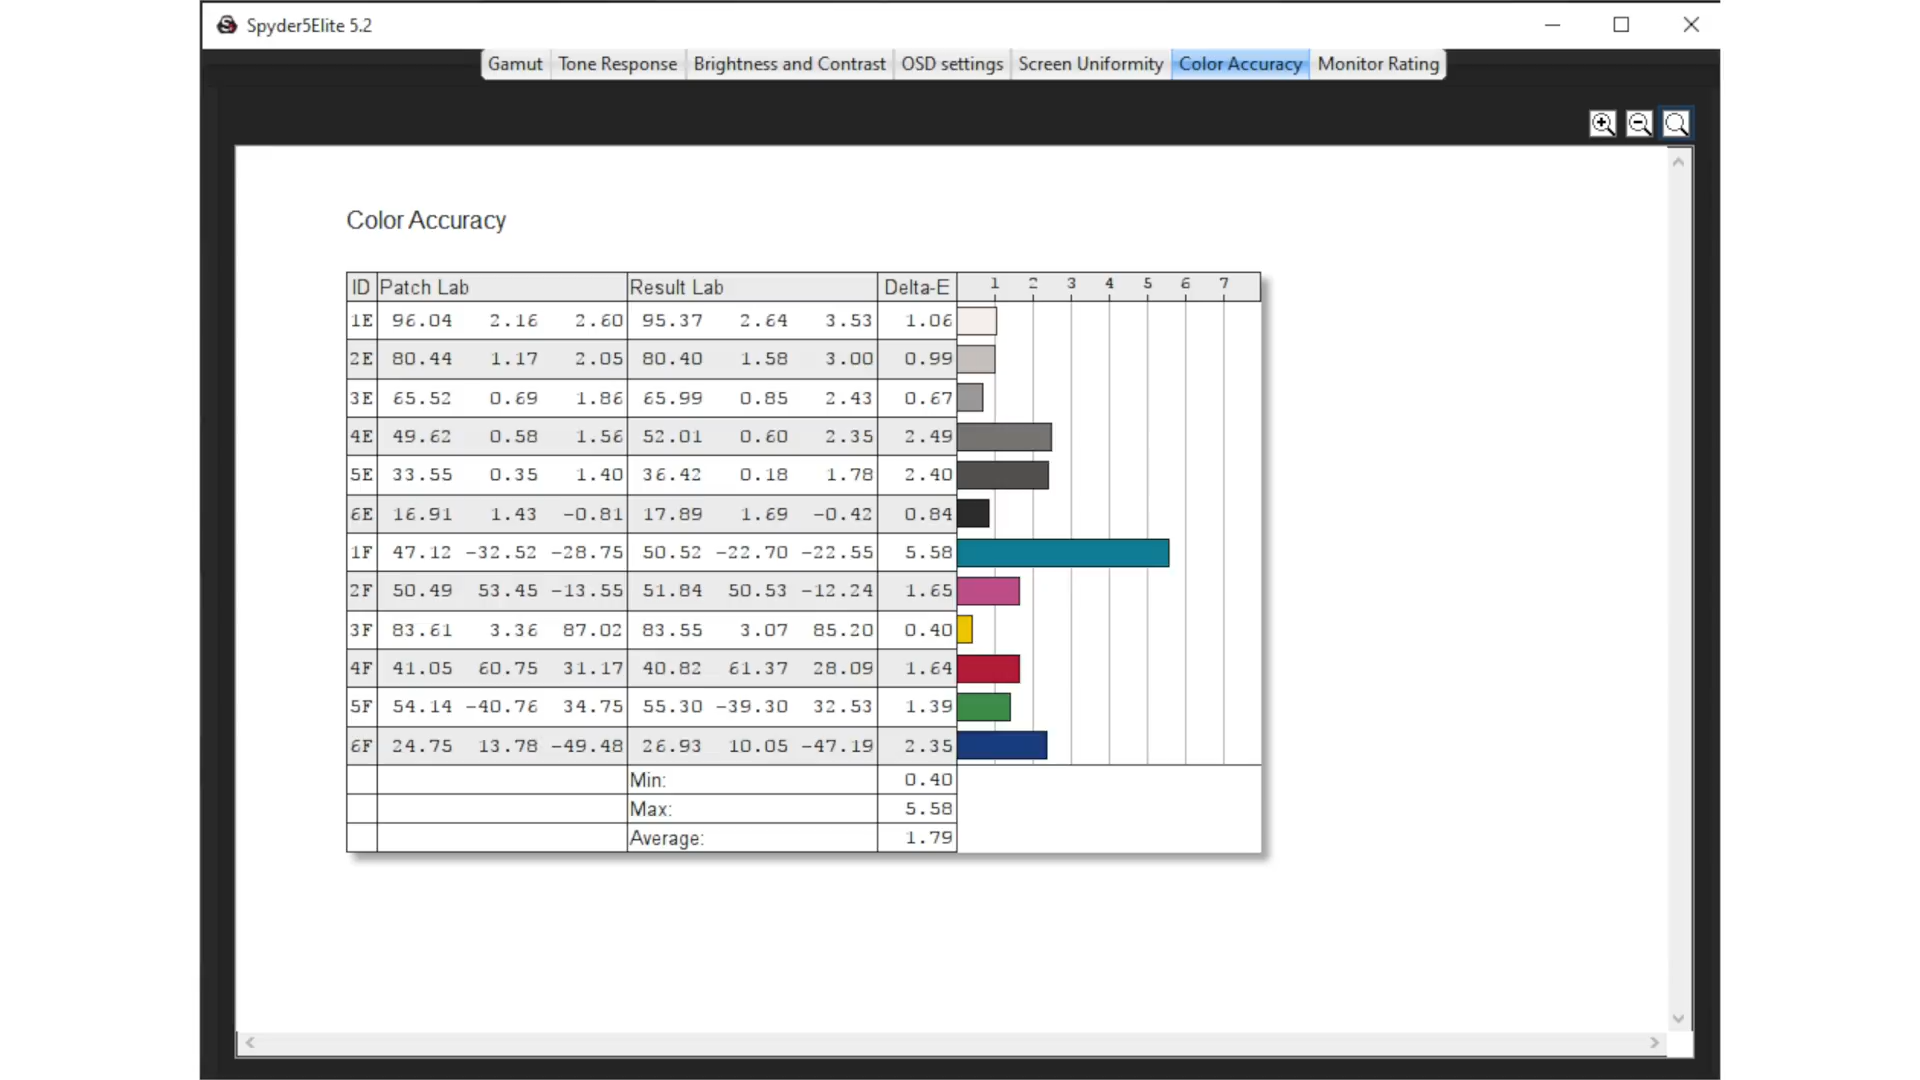 Spyder5Elite 5.2
Gamut Tone Response Brightness and Contrast OSD settings Screen Uniformity Color Accuracy Monitor Rating
Color Accuracy
ID Patch Lab Result Lab Delta-E 1 2 3 4 5 6 7
1E 96.04 2.16 2.60 95.37 2.64 3.53 1.06
2E 80.44 1.17 2.05 80.40 1.58 3.00 0.99
3E 65.52 0.69 1.86 65.99 0.85 2.43 0.67
4E 49.62 0.58 1.56 52.01 0.60 2.35 2.49
5E 33.55 0.35 1.40 36.42 0.18 1.78 2.40
6E 16.91 1.43 -0.81 17.89 1.69 -0.42 0.84
1F 47.12 -32.52 -28.75 50.52 -22.70 -22.55 5.58
2F 50.49 53.45 -13.55 51.84 50.53 -12.24 1.65
3F 83.61 3.36 87.02 83.55 3.07 85.20 0.40
4F 41.05 60.75 31.17 40.82 61.37 28.09 1.64
5F 54.14 -40.76 34.75 55.30 -39.30 32.53 1.39
6F 24.75 13.78 -49.48 26.93 10.05 -47.19 2.35
Min: 0.40
Max: 5.58
Average: 1.79